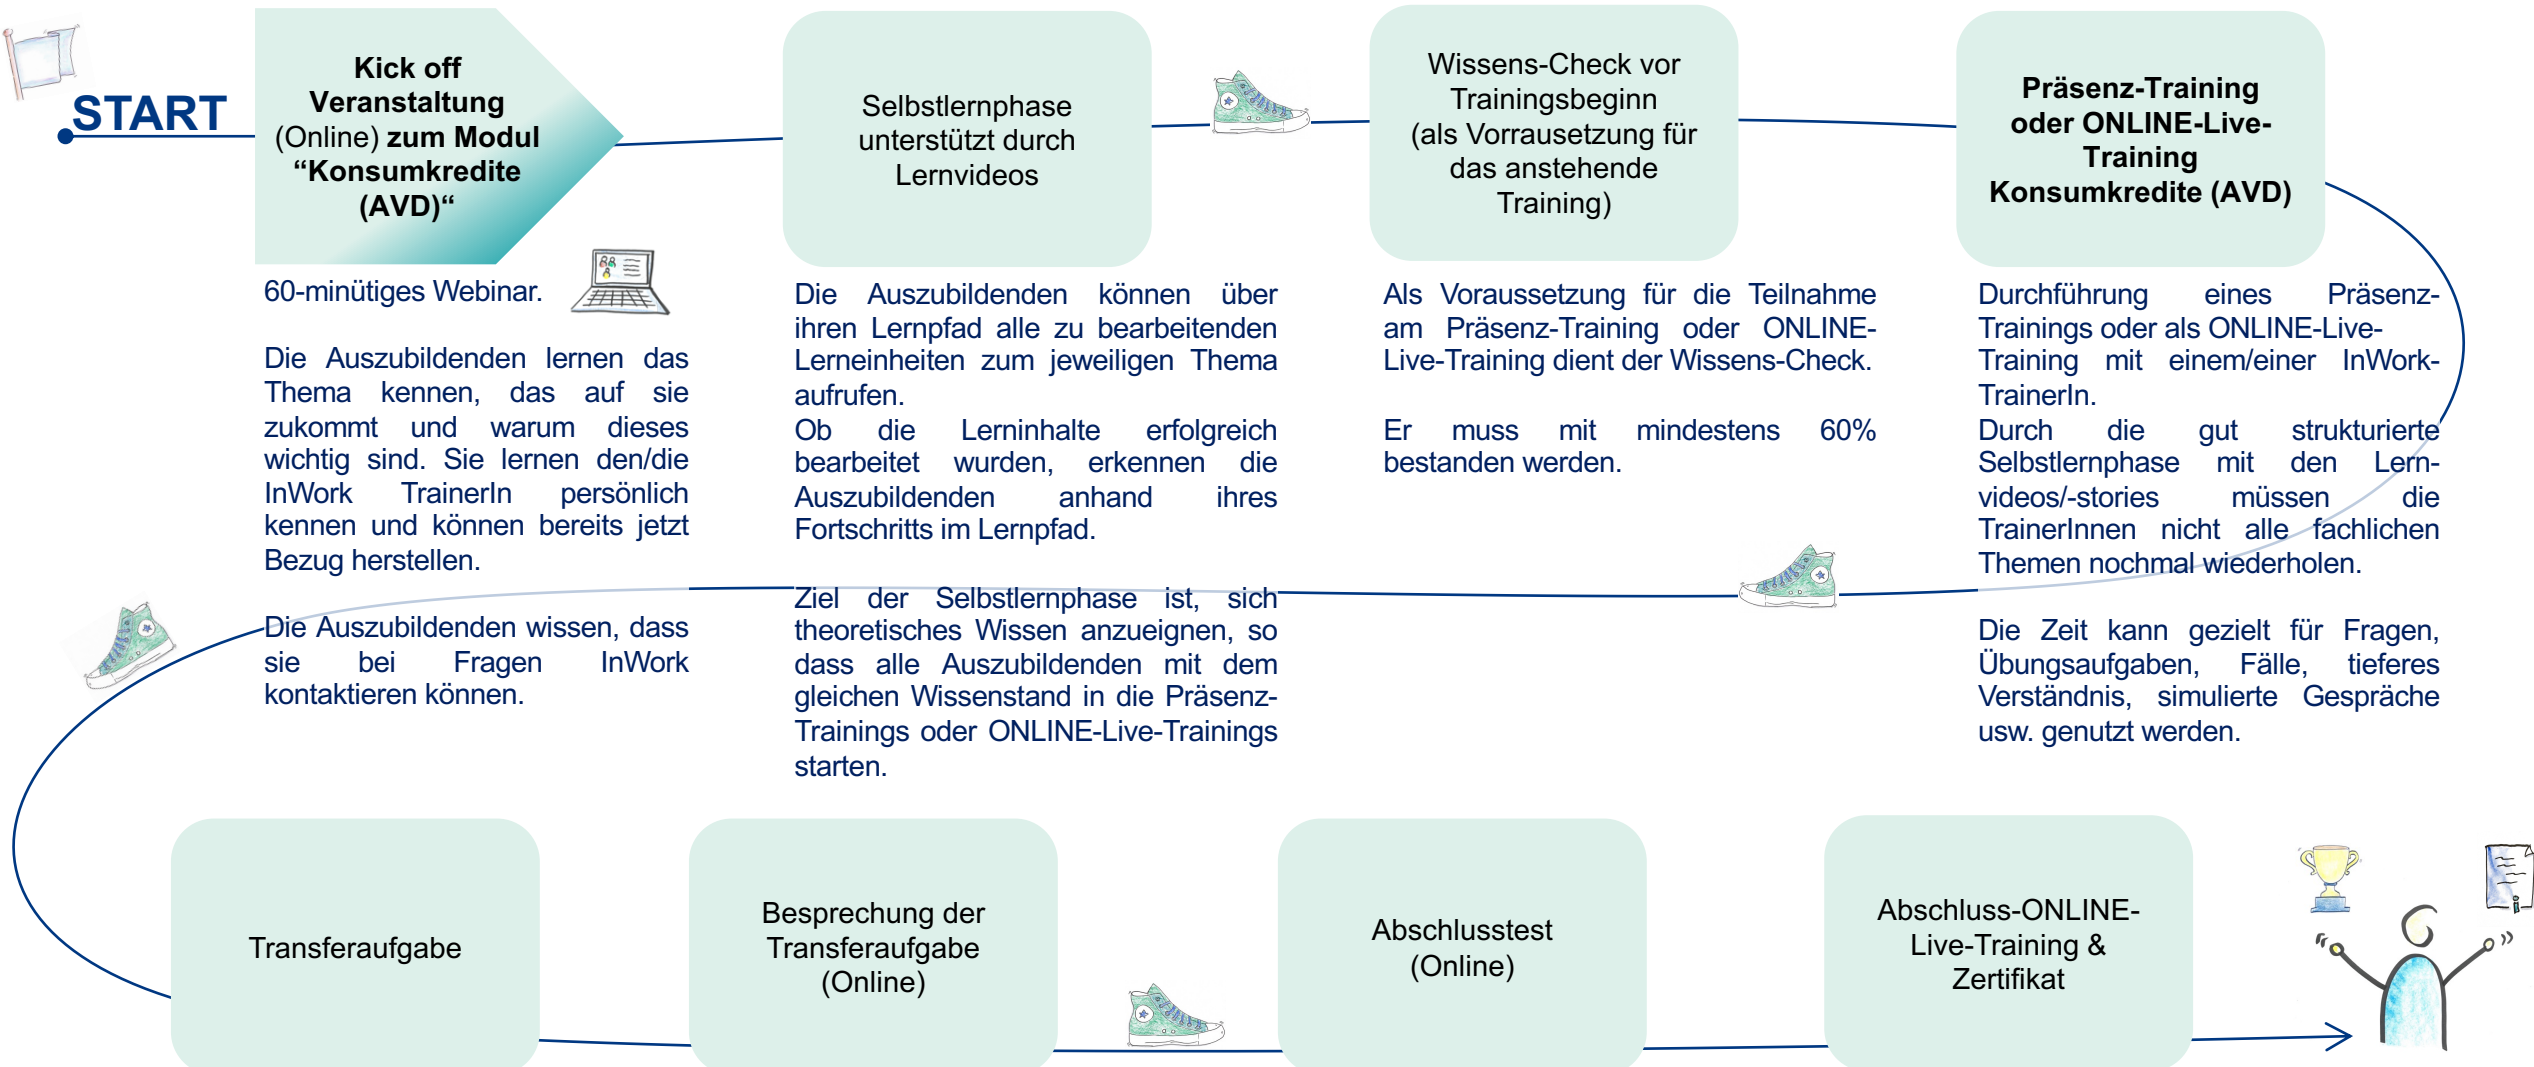 START
Kick off
Veranstaltung
(Online) zum Modul
“Konsumkredite
(AVD)“
Selbstlernphase
unterstützt durch
Lernvideos
Wissens-Check vor
Trainingsbeginn
(als Vorrausetzung für
das anstehende
Training)
Präsenz-Training
oder ONLINE-Live-
Training
Konsumkredite (AVD)
60-minütiges Webinar.
Die Auszubildenden lernen das
Thema kennen, das auf sie
zukommt und warum dieses
wichtig sind. Sie lernen den/die
InWork TrainerIn persönlich
kennen und können bereits jetzt
Bezug herstellen.
Die Auszubildenden wissen, dass
sie bei Fragen InWork
kontaktieren können.
Die Auszubildenden können über
ihren Lernpfad alle zu bearbeitenden
Lerneinheiten zum jeweiligen Thema
aufrufen.
Ob die Lerninhalte erfolgreich
bearbeitet wurden, erkennen die
Auszubildenden anhand ihres
Fortschritts im Lernpfad.
Ziel der Selbstlernphase ist, sich
theoretisches Wissen anzueignen, so
dass alle Auszubildenden mit dem
gleichen Wissenstand in die Präsenz-
Trainings oder ONLINE-Live-Trainings
starten.
Als Voraussetzung für die Teilnahme
am Präsenz-Training oder ONLINE-
Live-Training dient der Wissens-Check.
Er muss mit mindestens 60%
bestanden werden.
Durchführung eines Präsenz-
Trainings oder als ONLINE-Live-
Training mit einem/einer InWork-
TrainerIn.
Durch die gut strukturierte
Selbstlernphase mit den Lern-
videos/-stories müssen die
TrainerInnen nicht alle fachlichen
Themen nochmal wiederholen.
Die Zeit kann gezielt für Fragen,
Übungsaufgaben, Fälle, tieferes
Verständnis, simulierte Gespräche
usw. genutzt werden.
Transferaufgabe
Besprechung der
Transferaufgabe
(Online)
Abschlusstest
(Online)
Abschluss-ONLINE-
Live-Training &
Zertifikat